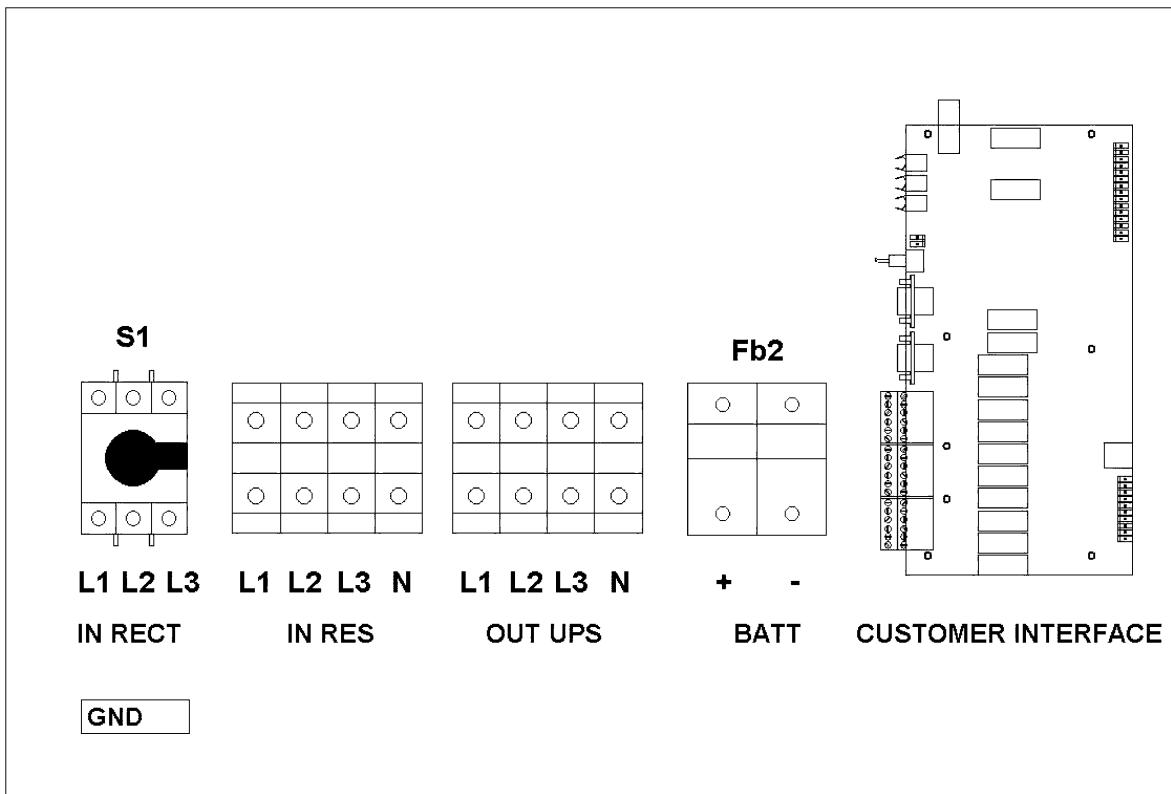 S1
Fb2
L1 L2 L3
L1 L2 L3 N
L1 L2 L3 N
+ -
IN RECT
IN RES
OUT UPS
BATT
CUSTOMER INTERFACE
GND